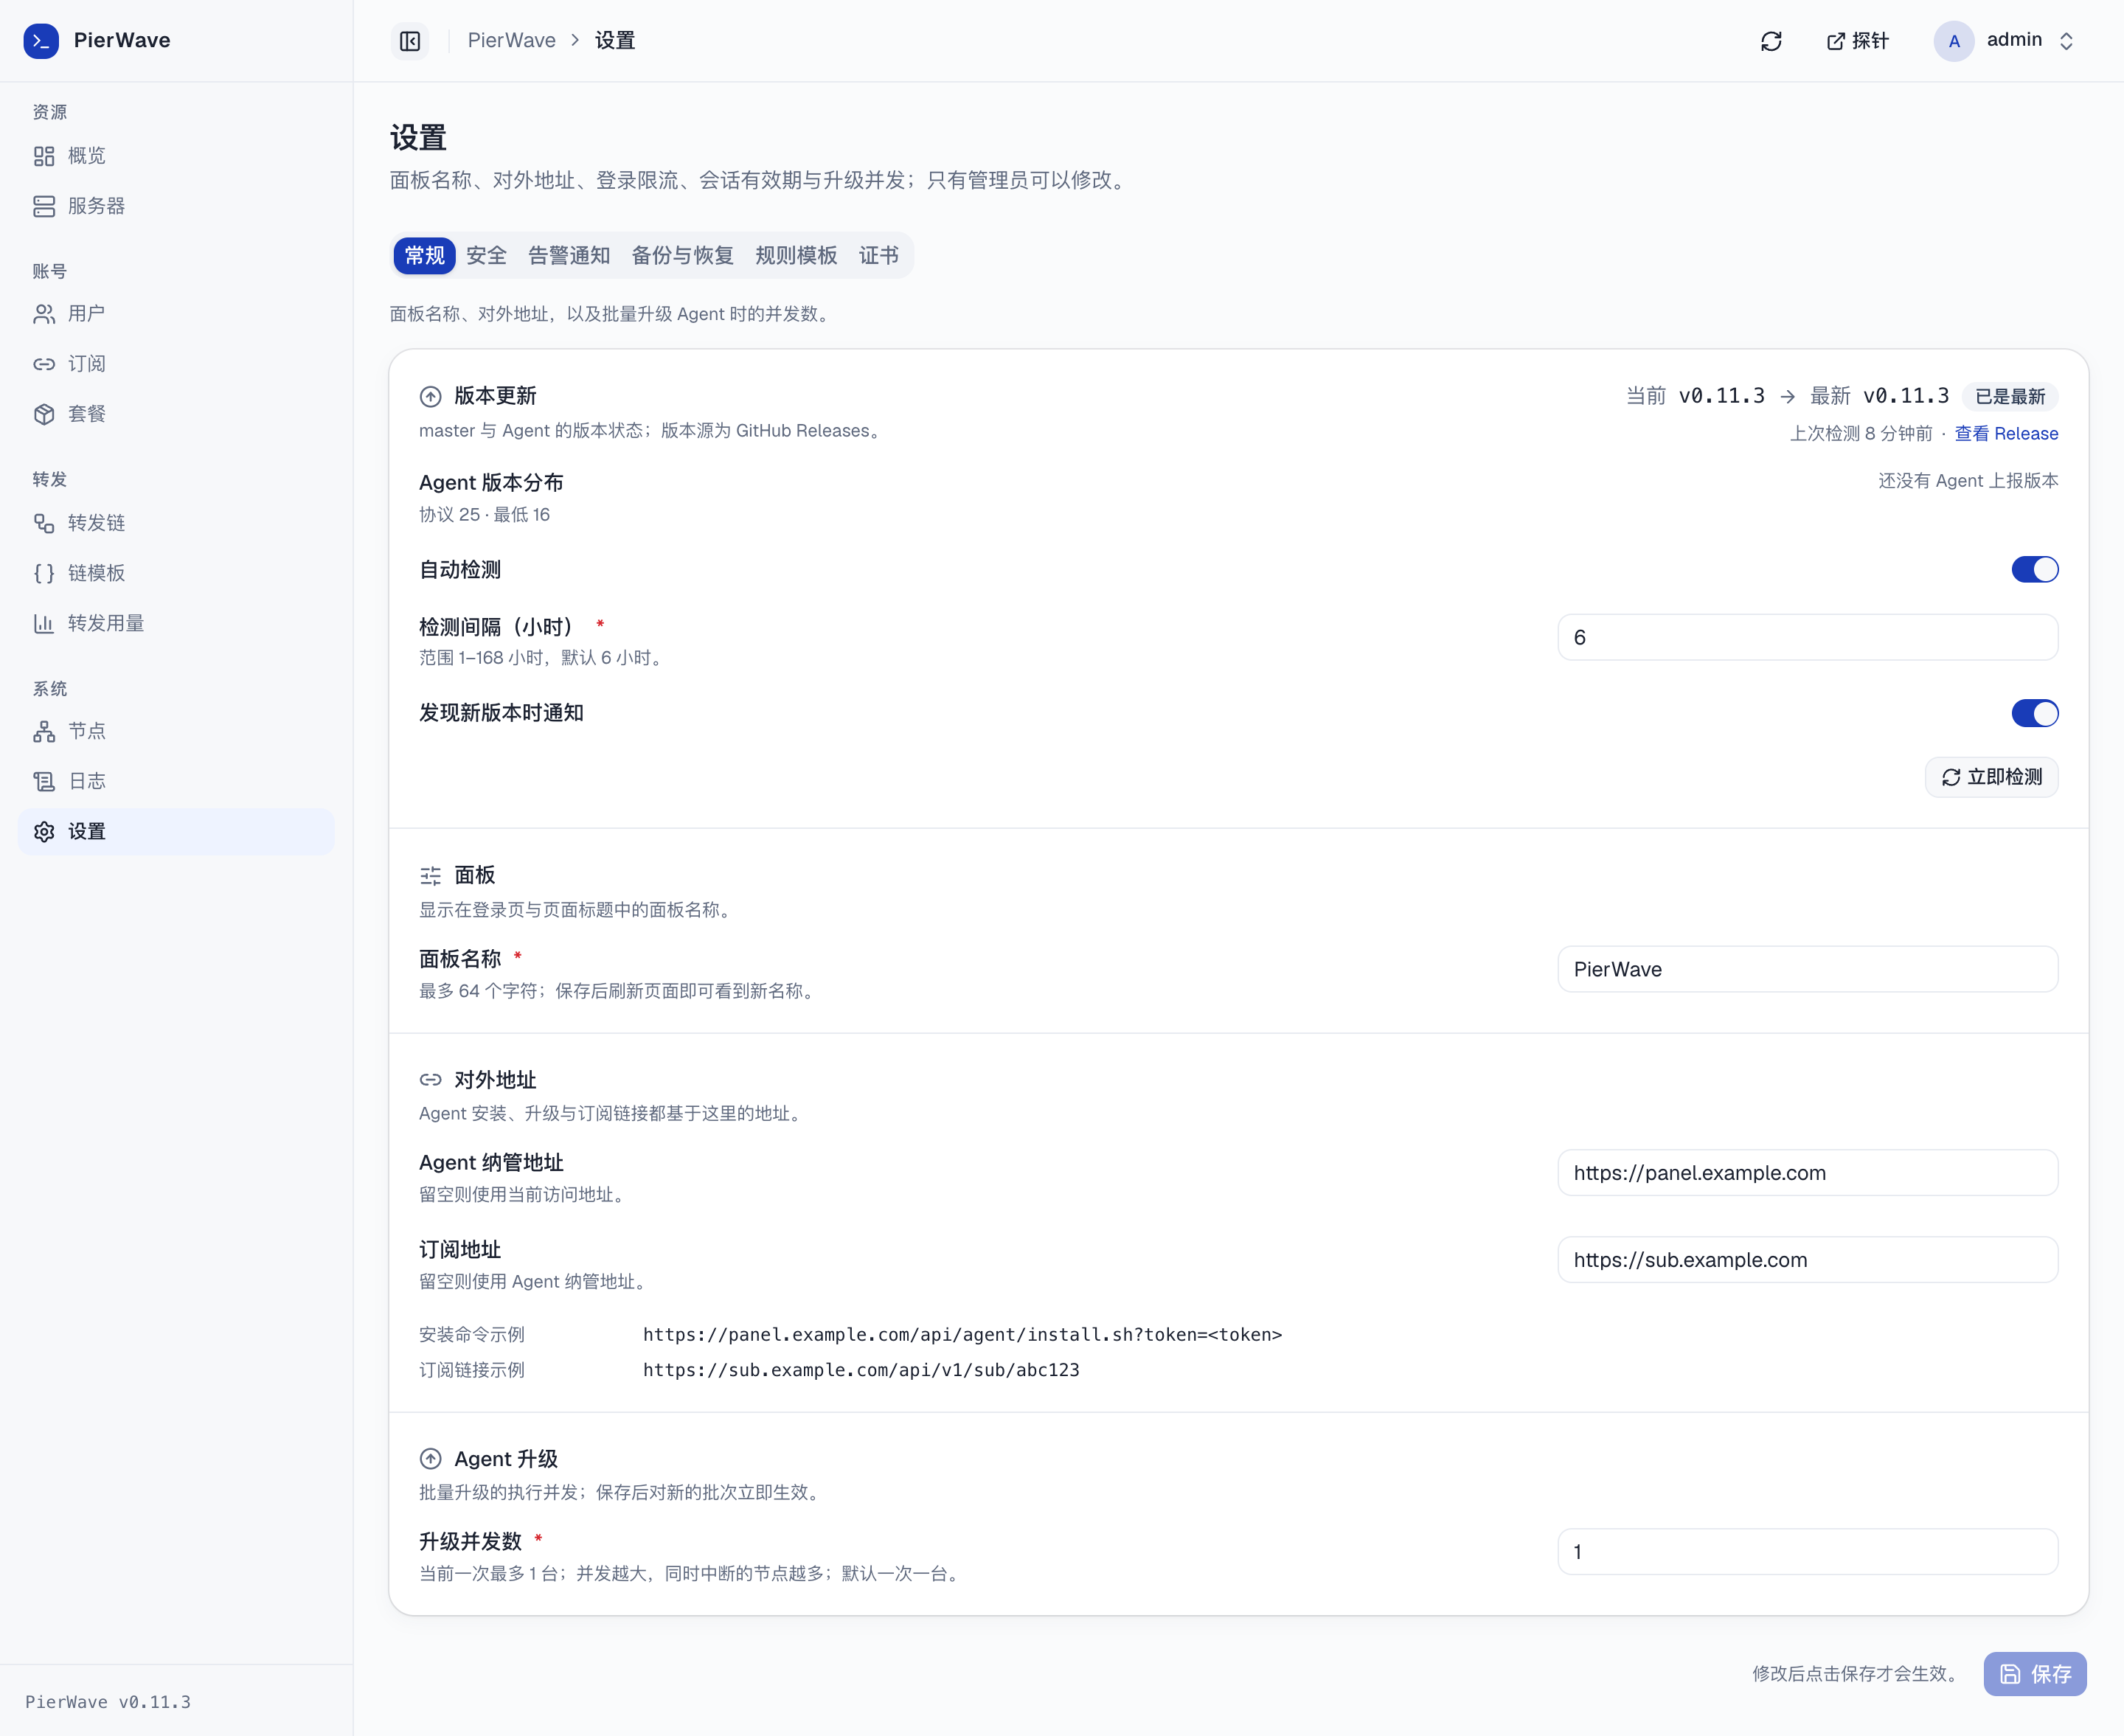 PierWave
PierWave > 设置
探针
A admin
资源
概览
服务器
账号
用户
订阅
套餐
转发
转发链
链模板
转发用量
系统
节点
日志
设置
PierWave v0.11.3
设置
面板名称、对外地址、登录限流、会话有效期与升级并发；只有管理员可以修改。
常规 安全 告警通知 备份与恢复 规则模板 证书
面板名称、对外地址，以及批量升级 Agent 时的并发数。
版本更新
当前 v0.11.3 → 最新 v0.11.3 已是最新
master 与 Agent 的版本状态；版本源为 GitHub Releases。
上次检测 8 分钟前 · 查看 Release
Agent 版本分布
还没有 Agent 上报版本
协议 25 · 最低 16
自动检测
检测间隔（小时） *
6
范围 1–168 小时，默认 6 小时。
发现新版本时通知
立即检测
面板
显示在登录页与页面标题中的面板名称。
面板名称 *
PierWave
最多 64 个字符；保存后刷新页面即可看到新名称。
对外地址
Agent 安装、升级与订阅链接都基于这里的地址。
Agent 纳管地址
https://panel.example.com
留空则使用当前访问地址。
订阅地址
https://sub.example.com
留空则使用 Agent 纳管地址。
安装命令示例 https://panel.example.com/api/agent/install.sh?token=<token>
订阅链接示例 https://sub.example.com/api/v1/sub/abc123
Agent 升级
批量升级的执行并发；保存后对新的批次立即生效。
升级并发数 *
1
当前一次最多 1 台；并发越大，同时中断的节点越多；默认一次一台。
修改后点击保存才会生效。
保存